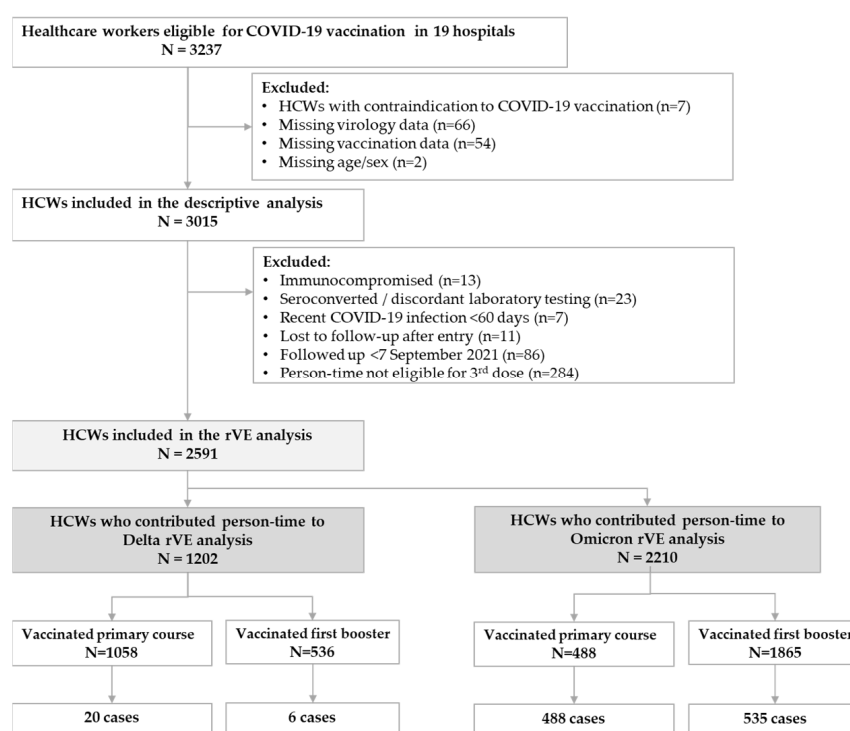 Healthcare workers eligible for COVID-19 vaccination in 19 hospitals
N = 3237
Excluded:
• HCWs with contraindication to COVID-19 vaccination (n=7)
• Missing virology data (n=66)
• Missing vaccination data (n=54)
• Missing age/sex (n=2)
HCWs included in the descriptive analysis
N = 3015
Excluded:
• Immunocompromised (n=13)
• Seroconverted / discordant laboratory testing (n=23)
• Recent COVID-19 infection <60 days (n=7)
• Lost to follow-up after entry (n=11)
• Followed up <7 September 2021 (n=86)
• Person-time not eligible for 3rd dose (n=284)
HCWs included in the rVE analysis
N = 2591
HCWs who contributed person-time to
Delta rVE analysis
N = 1202
HCWs who contributed person-time to
Omicron rVE analysis
N = 2210
Vaccinated primary course
N=1058
Vaccinated first booster
N=536
Vaccinated primary course
N=488
Vaccinated first booster
N=1865
20 cases
6 cases
488 cases
535 cases